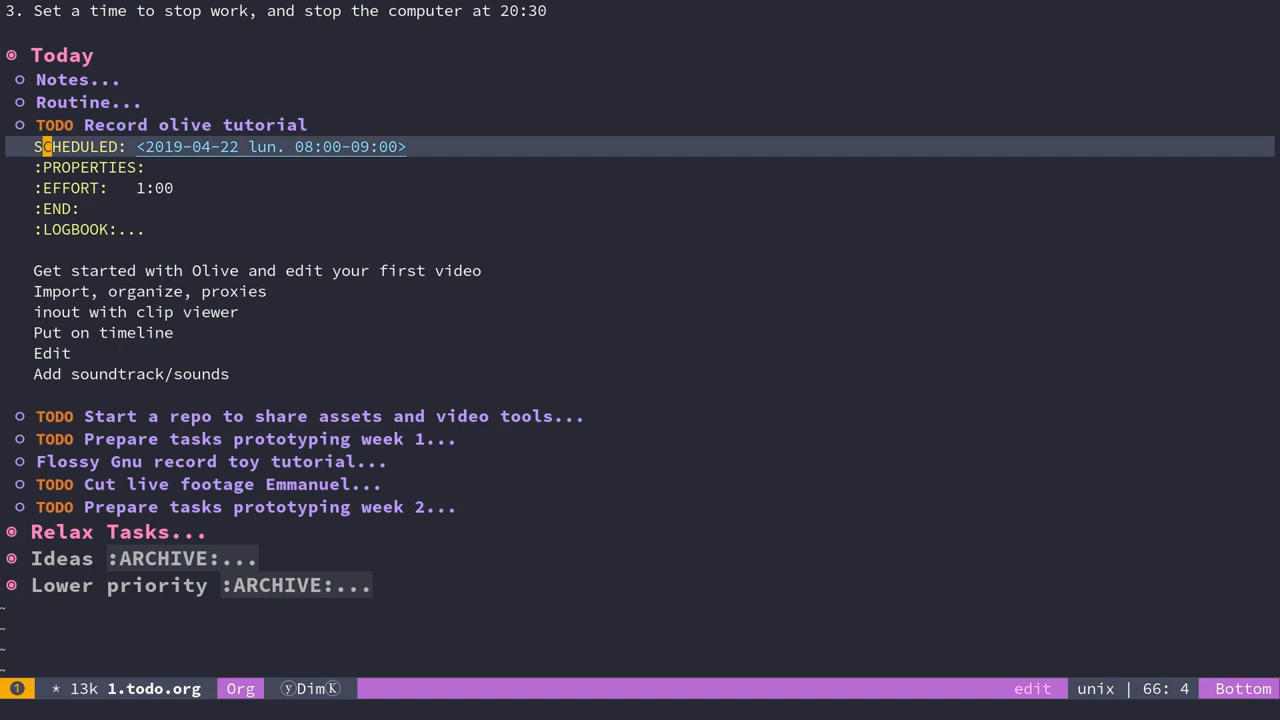 3. Set a time to stop work, and stop the computer at 20:30
Today
Notes...
Routine...
TODO Record olive tutorial
SCHEDULED: <2019-04-22 lun. 08:00-09:00>
:PROPERTIES:
:EFFORT:   1:00
:END:
:LOGBOOK:...
Get started with Olive and edit your first video
Import, organize, proxies
inout with clip viewer
Put on timeline
Edit
Add soundtrack/sounds
TODO Start a repo to share assets and video tools...
TODO Prepare tasks prototyping week 1...
Flossy Gnu record toy tutorial...
TODO Cut live footage Emmanuel...
TODO Prepare tasks prototyping week 2...
Relax Tasks...
Ideas :ARCHIVE:...
Lower priority :ARCHIVE:...
~
~
~
~
❶ * 13k 1.todo.org Org ⓨDimⓀ edit unix | 66: 4 Bottom